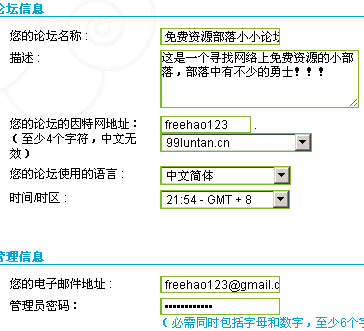 论坛信息
您的论坛名称： 免费资源部落小小论坛
描述： 这是一个寻找网络上免费资源的小部
落，部落中有不少的勇士！！！
您的论坛的因特网地址： freehao123 .
（至少4个字符，中文无 99luntan.cn
效）
您的论坛使用的语言： 中文简体
时间/时区： 21:54 - GMT + 8
管理信息
您的电子邮件地址： freehao123@gmail.c
管理员密码： ••••••••••••
（必需同时包括字母和数字，至少6个字